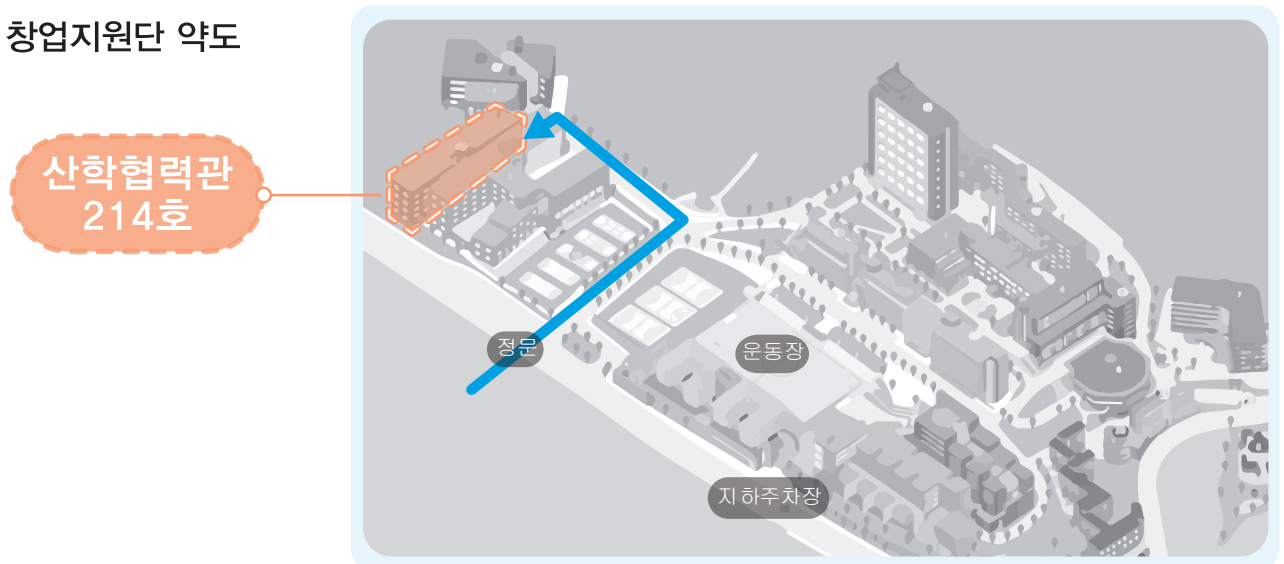 창업지원단 약도
산학협력관
214호
정문
운동장
지하주차장